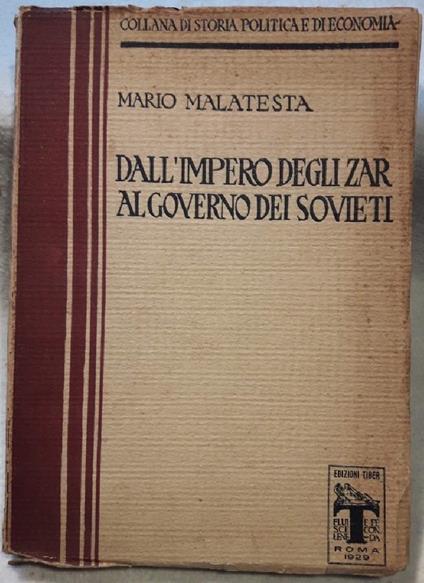 COLLANA DI STORIA POLITICA E DI ECONOMIA
MARIO MALATESTA
DALL'IMPERO DEGLI ZAR
AL GOVERNO DEI SOVIETI
EDIZIONI TIBER
ROMA
1929